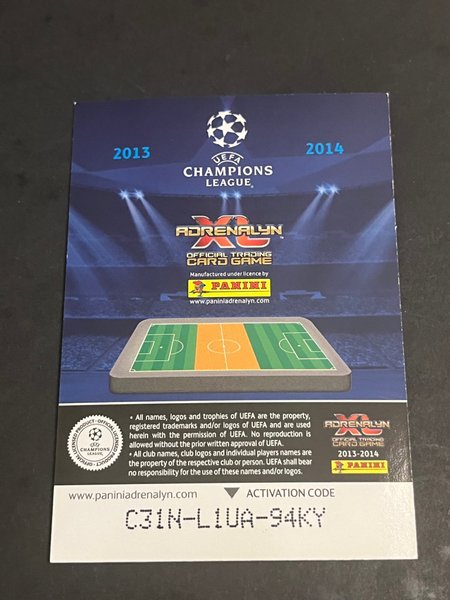 2013
2014
UEFA
CHAMPIONS
LEAGUE
ADRENALYN
XL
OFFICIAL TRADING
CARD GAME
Manufactured under licence by
PANINI
www.paniniadrenalyn.com
• All names, logos and trophies of UEFA are the property,
registered trademarks and/or logos of UEFA and are used
herein with the permission of UEFA. No reproduction is
allowed without the prior written approval of UEFA.
• All club names, club logos and individual players names are
the property of the respective club or person. UEFA shall bear
no responsibility for the use of these names and/or logos.
CHAMPIONS
LEAGUE
ADRENALYN
XL
OFFICIAL TRADING
CARD GAME
2013-2014
PANINI
www.paniniadrenalyn.com
ACTIVATION CODE
C31N-L1UA-94KY